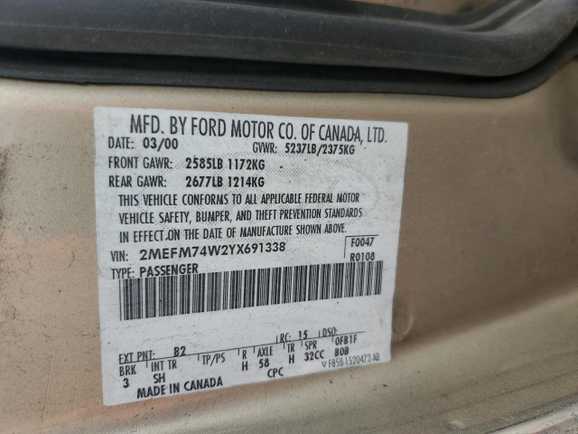 MFD. BY FORD MOTOR CO. OF CANADA, LTD.
DATE: 03/00 GVWR: 5237LB/2375KG
FRONT GAWR: 2585LB 1172KG
REAR GAWR: 2677LB 1214KG
THIS VEHICLE CONFORMS TO ALL APPLICABLE FEDERAL MOTOR
VEHICLE SAFETY, BUMPER, AND THEFT PREVENTION STANDARDS
IN EFFECT ON THE DATE OF MANUFACTURE SHOWN ABOVE.
VIN: 2MEFM74W2YX691338 F0047
TYPE: PASSENGER R0108
EXT PNT: B2 RC: 15 DSO:
BRK INT TR TP/PS R AXLE TR SPR 0FB1F
3 SH H 58 H 32CC BOB
MADE IN CANADA CPC